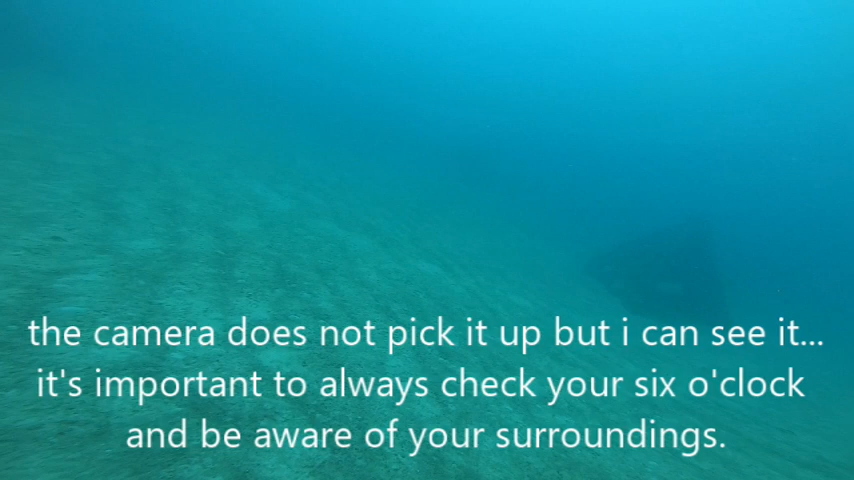 the camera does not pick it up but i can see it...
it's important to always check your six o'clock
and be aware of your surroundings.